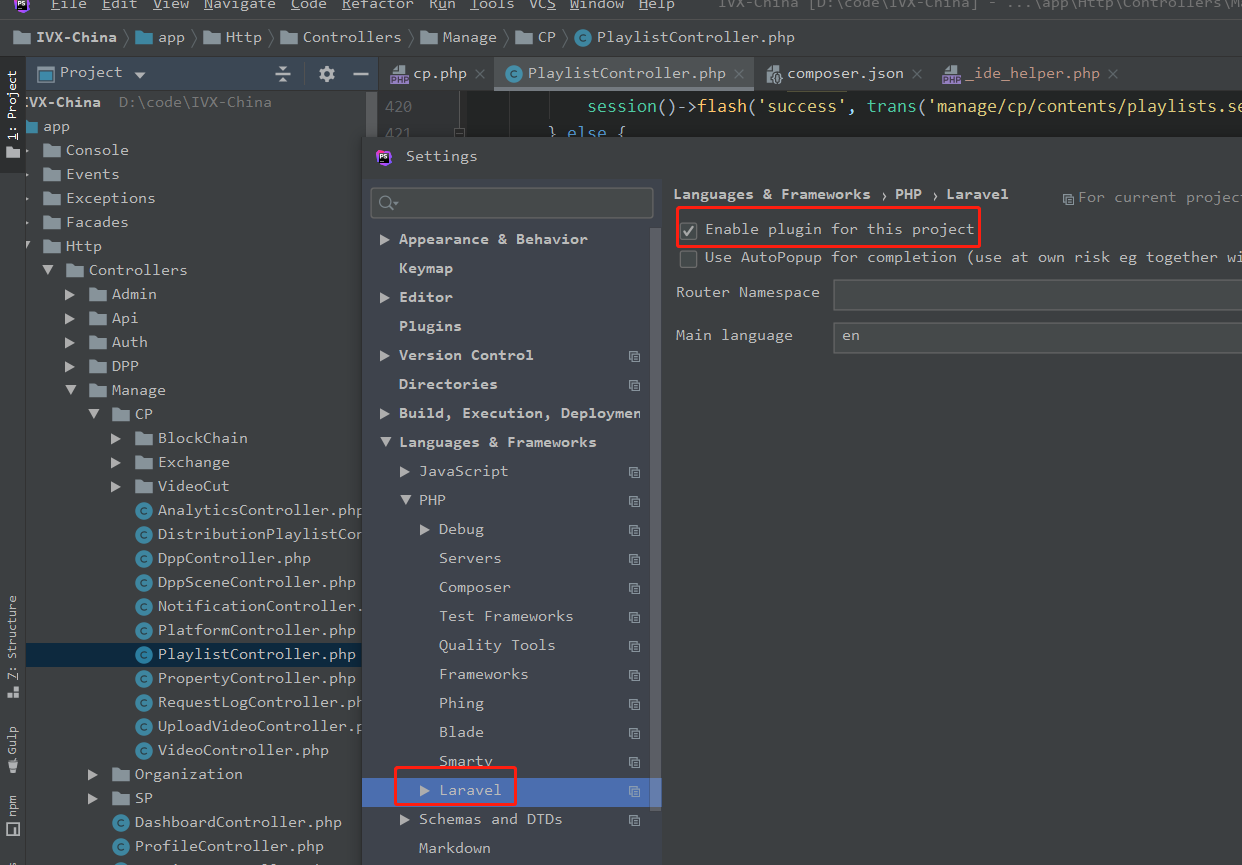 File Edit View Navigate Code Refactor Run Tools VCS Window Help IVX-China [D:\code\IVX-China] - ...\app\Http\Controllers\M
IVX-China app Http Controllers Manage CP PlaylistController.php
1: Project
Project
cp.php PlaylistController.php composer.json _ide_helper.php
IVX-China D:\code\IVX-China
app
Console
Events
Exceptions
Facades
Http
Controllers
Admin
Api
Auth
DPP
Manage
CP
BlockChain
Exchange
VideoCut
AnalyticsController.php
DistributionPlaylistCon
DppController.php
DppSceneController.php
NotificationController.
PlatformController.php
PlaylistController.php
PropertyController.php
RequestLogController.ph
UploadVideoController.p
VideoController.php
Organization
SP
DashboardController.php
ProfileController.php
Z: Structure
Gulp
npm
420 session()->flash('success', trans('manage/cp/contents/playlists.se
421 } else {
Settings
Appearance & Behavior
Keymap
Editor
Plugins
Version Control
Directories
Build, Execution, Deploymen
Languages & Frameworks
JavaScript
PHP
Debug
Servers
Composer
Test Frameworks
Quality Tools
Frameworks
Phing
Blade
Smarty
Laravel
Schemas and DTDs
Markdown
Languages & Frameworks › PHP › Laravel For current project
Enable plugin for this project
Use AutoPopup for completion (use at own risk eg together wi
Router Namespace
Main language en